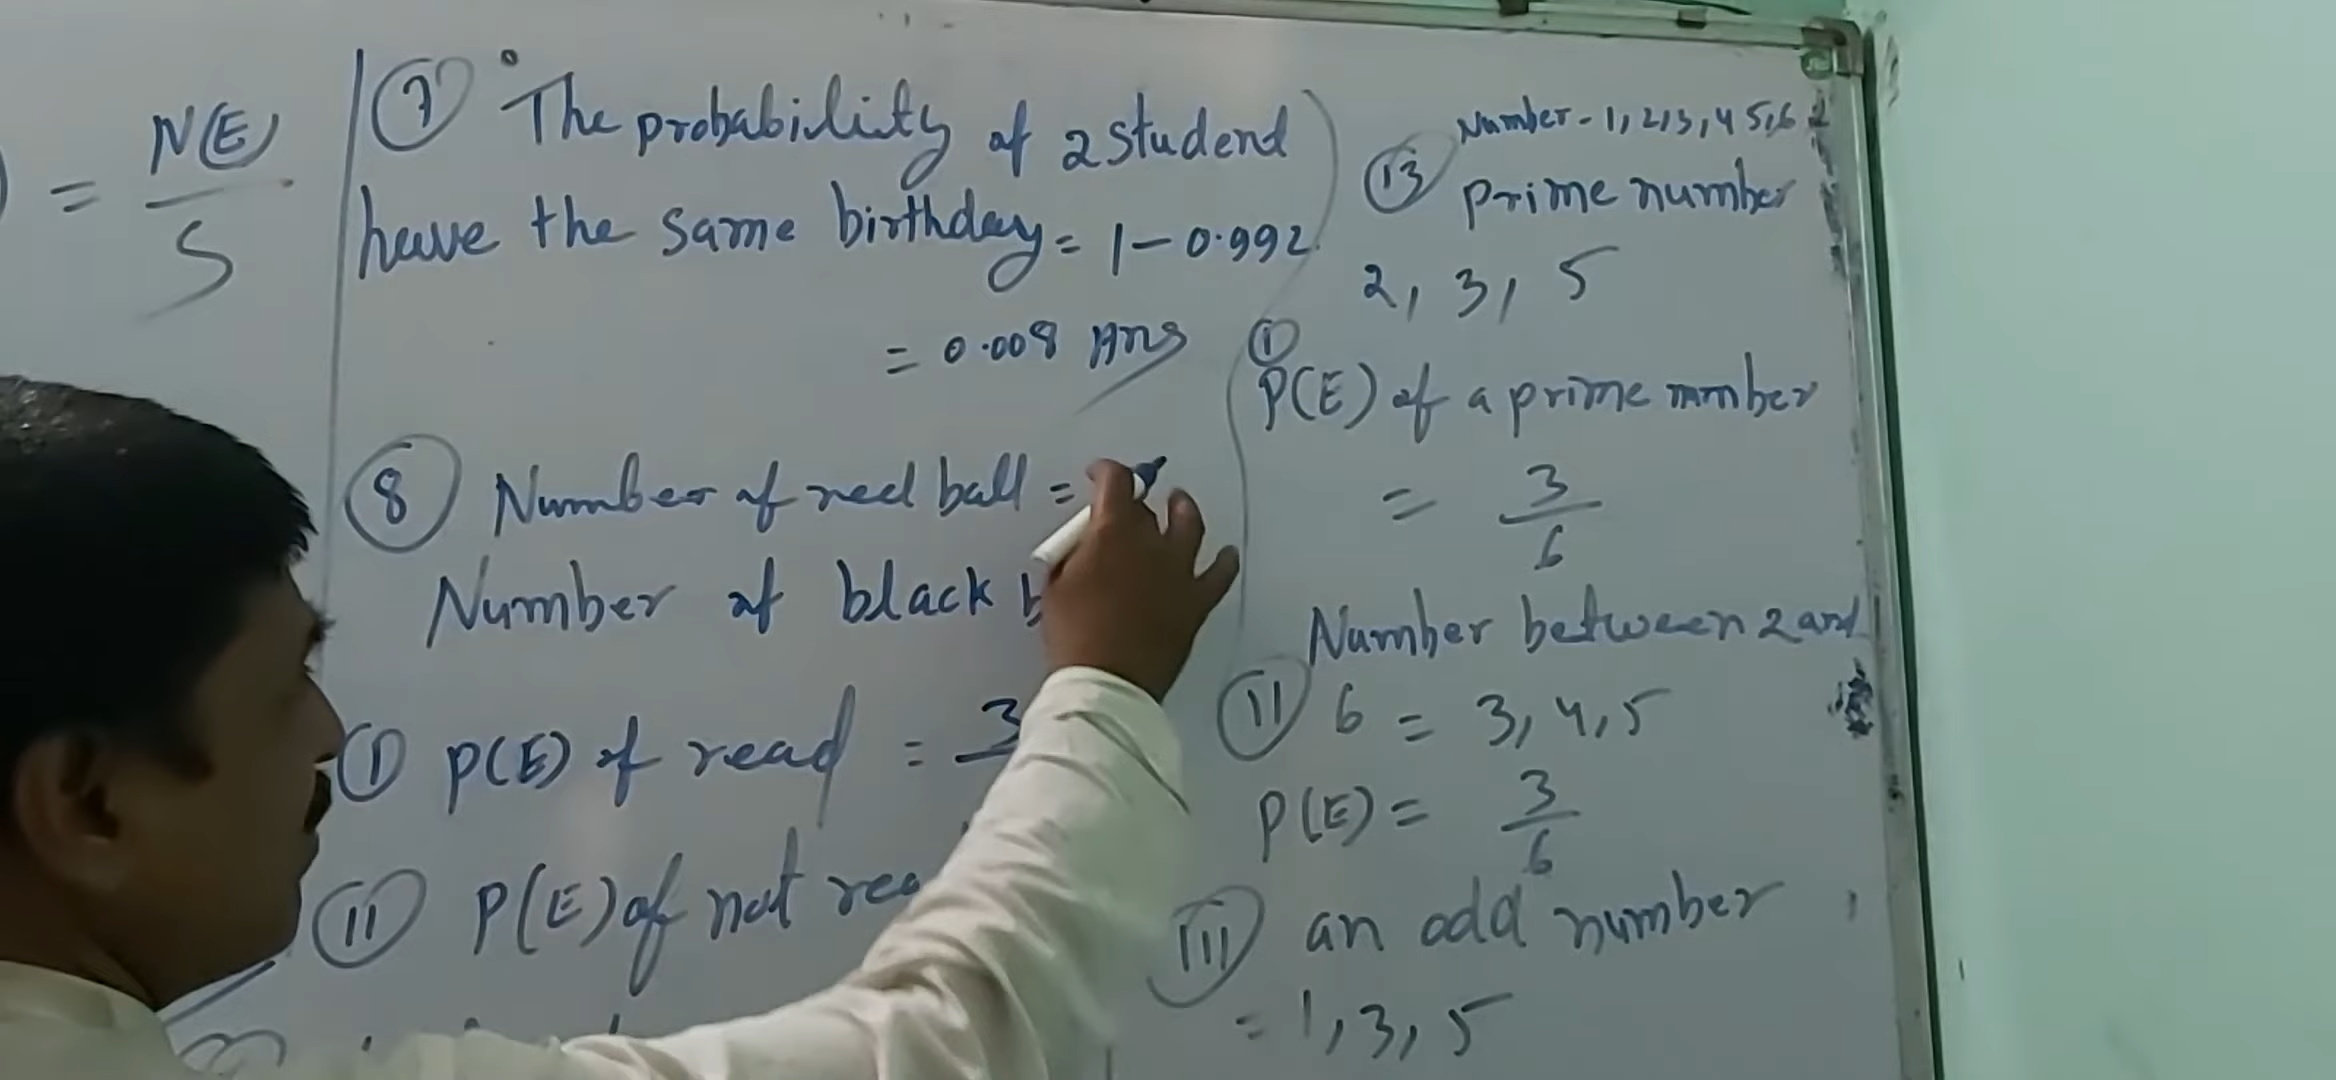 = N(E)
S
⑦ The probability of 2 studend
have the same birthday = 1 - 0.992
= 0.008 Ans
⑧ Number of red ball =
Number of black b
Ⓘ P(E) of read = 3
Ⓘ Ⓘ P(E) of not rea
Number - 1, 2, 3, 4 5, 6
⑬ prime number
2, 3, 5
Ⓘ
P(E) of a prime number
= 3
6
Number between 2 and
(II) 6 = 3, 4, 5
P(E) = 3
6
(III) an odd number
= 1, 3, 5